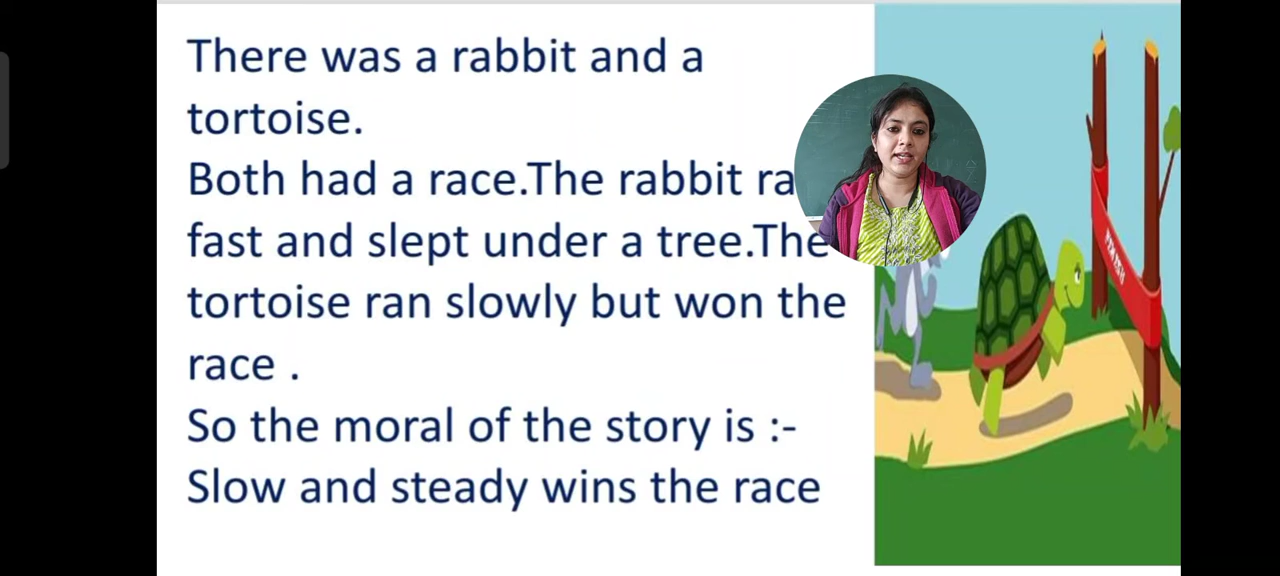 There was a rabbit and a
tortoise.
Both had a race.The rabbit ra
fast and slept under a tree.The
tortoise ran slowly but won the
race .
So the moral of the story is :-
Slow and steady wins the race
FINISH